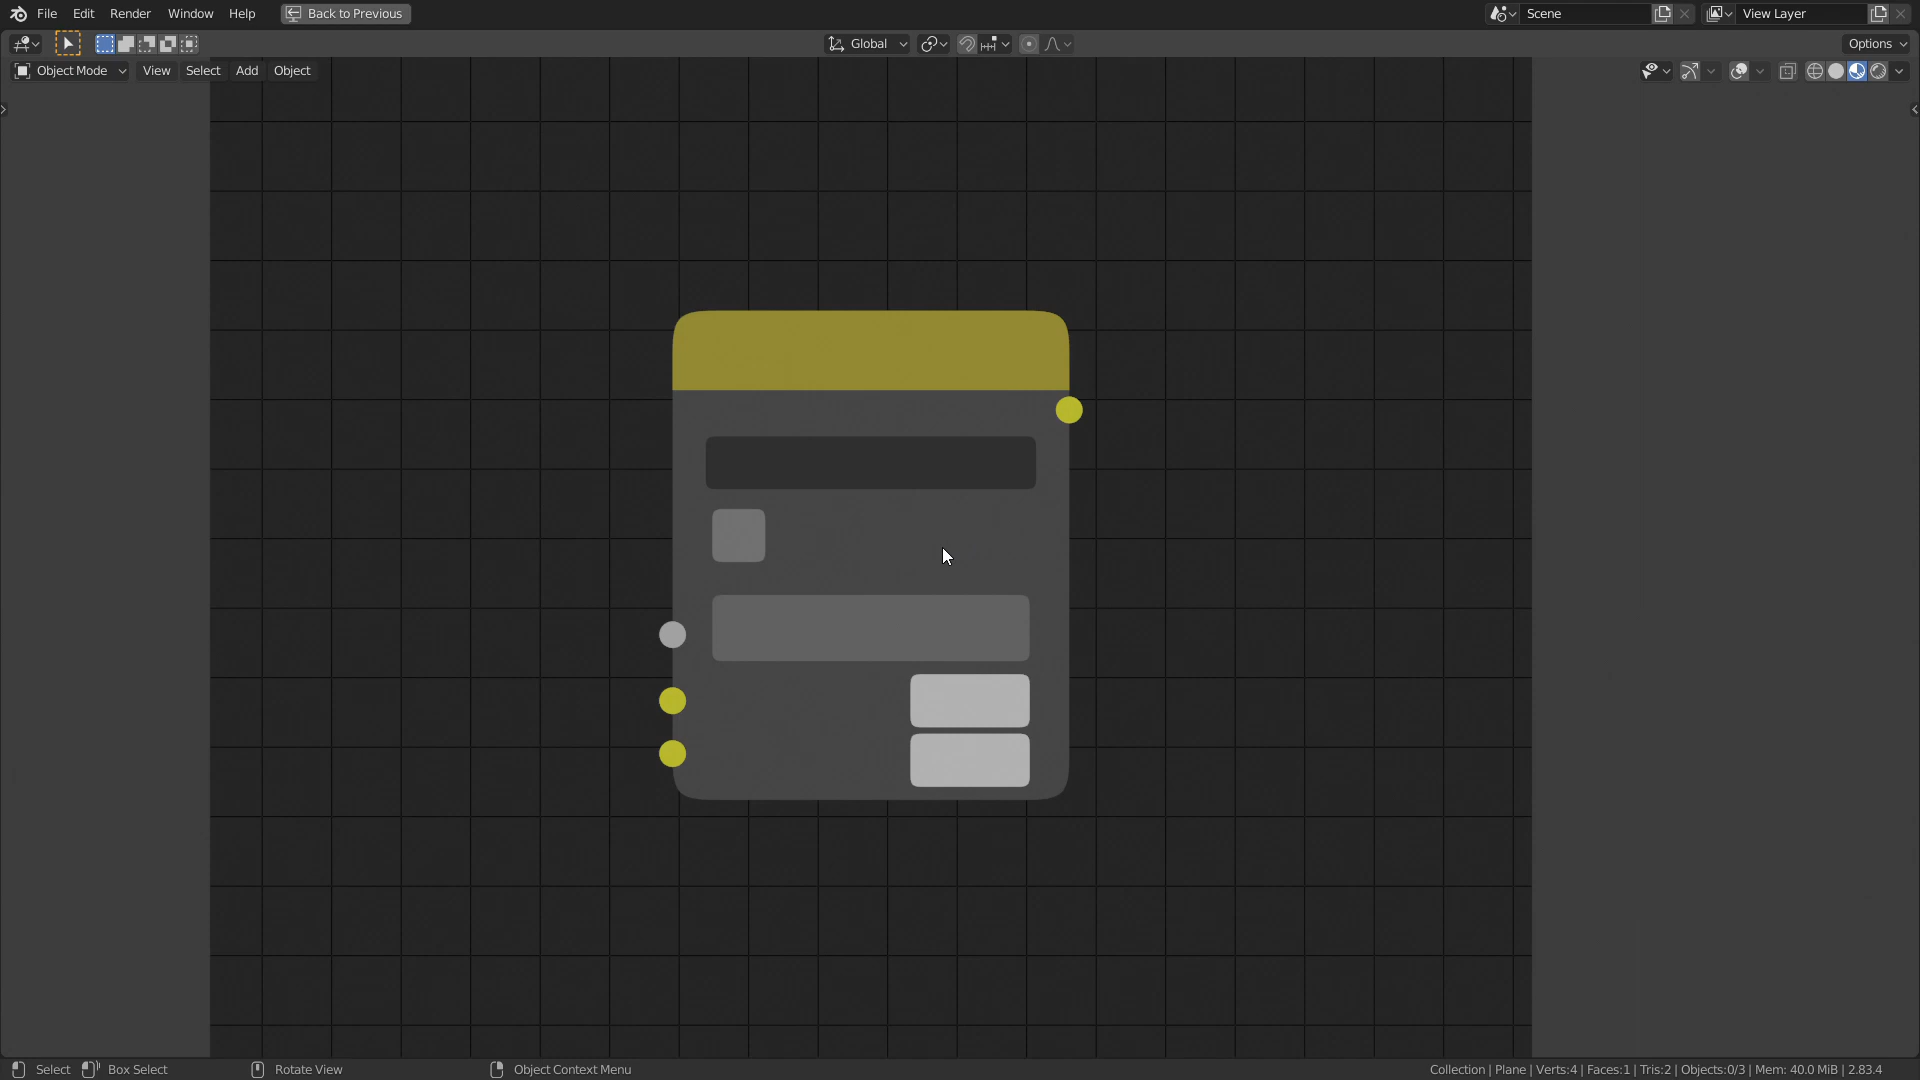 File Edit Render Window Help Back to Previous Scene View Layer
Global Options
Object Mode View Select Add Object
Select Box Select Rotate View Object Context Menu Collection | Plane | Verts:4 | Faces:1 | Tris:2 | Objects:0/3 | Mem: 40.0 MiB | 2.83.4